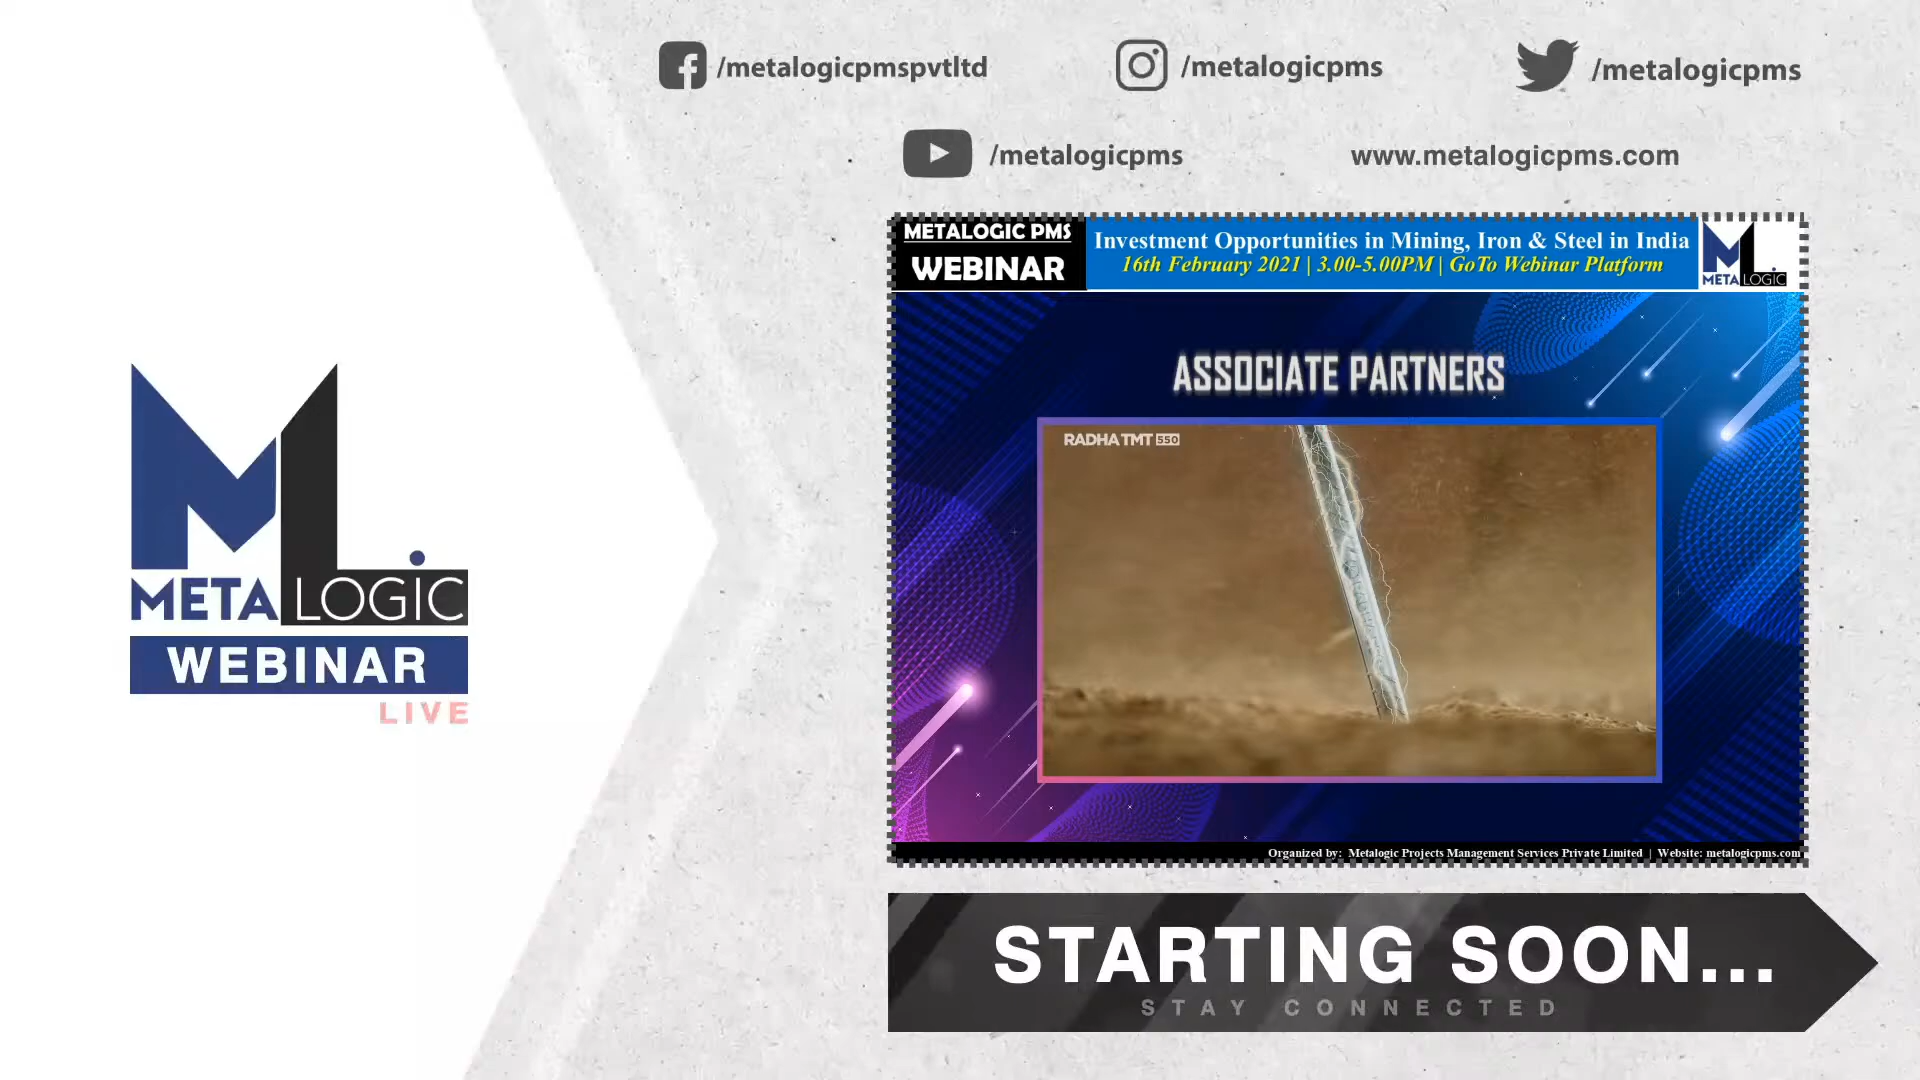 /metalogicpmspvtltd
/metalogicpms
/metalogicpms
/metalogicpms
www.metalogicpms.com
METALOGIC PMS
WEBINAR
Investment Opportunities in Mining, Iron & Steel in India
16th February 2021 | 3.00-5.00PM | GoTo Webinar Platform
ML
META LOGIC
ASSOCIATE PARTNERS
RADHA TMT 550
ML
META LOGIC
WEBINAR
LIVE
Organized by: Metalogic Projects Management Services Private Limited | Website: metalogicpms.com
STARTING SOON...
STAY CONNECTED